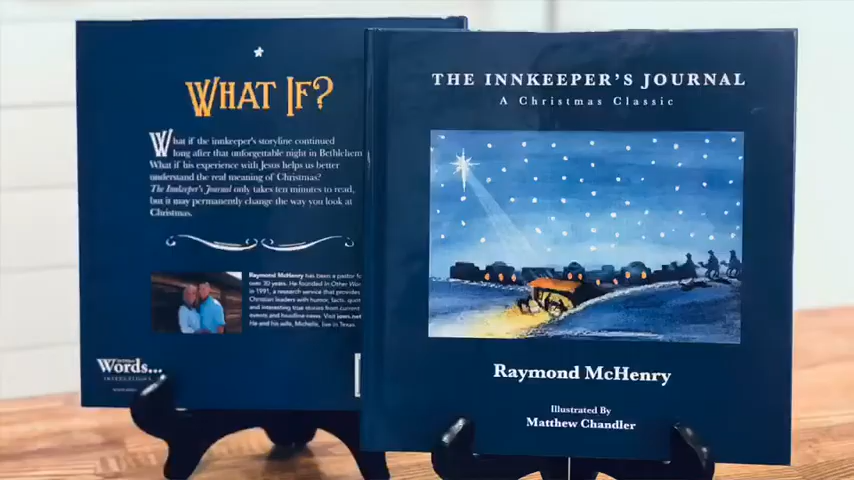 WHAT IF?
What if the innkeeper's storyline continued
long after that unforgettable night in Bethlehem
What if his experience with Jesus helps us better
understand the real meaning of Christmas?
The Innkeeper's Journal only takes ten minutes to read,
but it may permanently change the way you look at
Christmas.
Raymond McHenry has been a pastor
over 30 years. He founded In Other
in 1991, a research service that provides
Christian leaders with humor, facts,
and interesting true stories from current
events and headline news. Visit
He and his wife, Michelle, live in Texas.
Words...
THE INNKEEPER'S JOURNAL
A Christmas Classic
Raymond McHenry
Illustrated By
Matthew Chandler